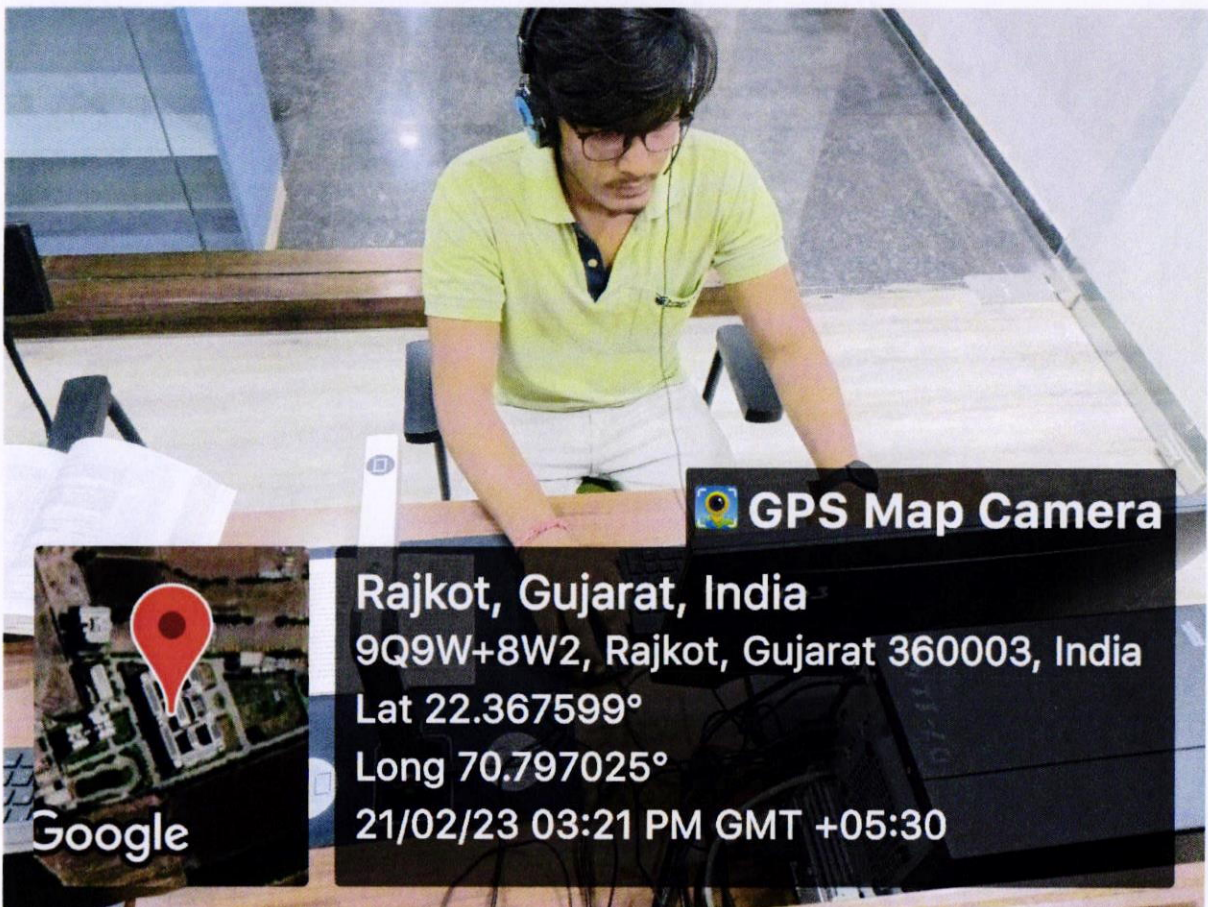 GPS Map Camera
Rajkot, Gujarat, India
9Q9W+8W2, Rajkot, Gujarat 360003, India
Lat 22.367599°
Long 70.797025°
21/02/23 03:21 PM GMT +05:30
Google